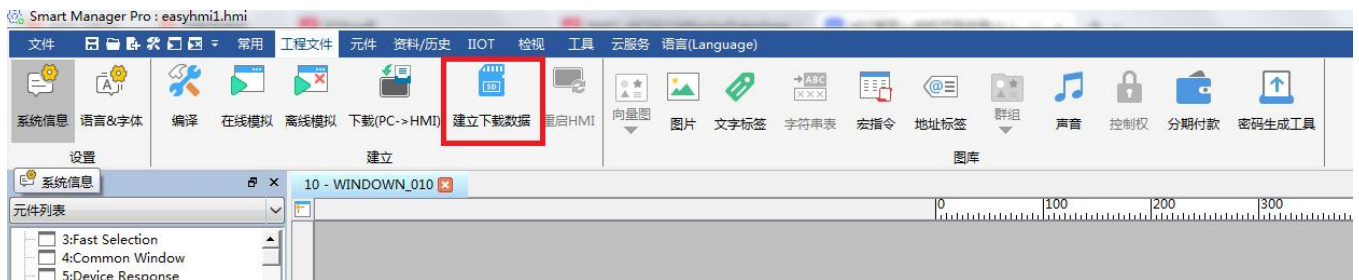 Smart Manager Pro : easyhmi1.hmi
文件 常用 工程文件 元件 资料/历史 IIOT 检视 工具 云服务 语言(Language)
SD
ABC
系统信息 语言&字体 编译 在线模拟 离线模拟 下载(PC->HMI) 建立下载数据 重启HMI 向量图 图片 文字标签 字符串表 宏指令 地址标签 群组 声音 控制权 分期付款 密码生成工具
设置 建立 图库
系统信息 10 - WINDOWN_010
元件列表 0 100 200 300
3:Fast Selection
4:Common Window
5:Device Response